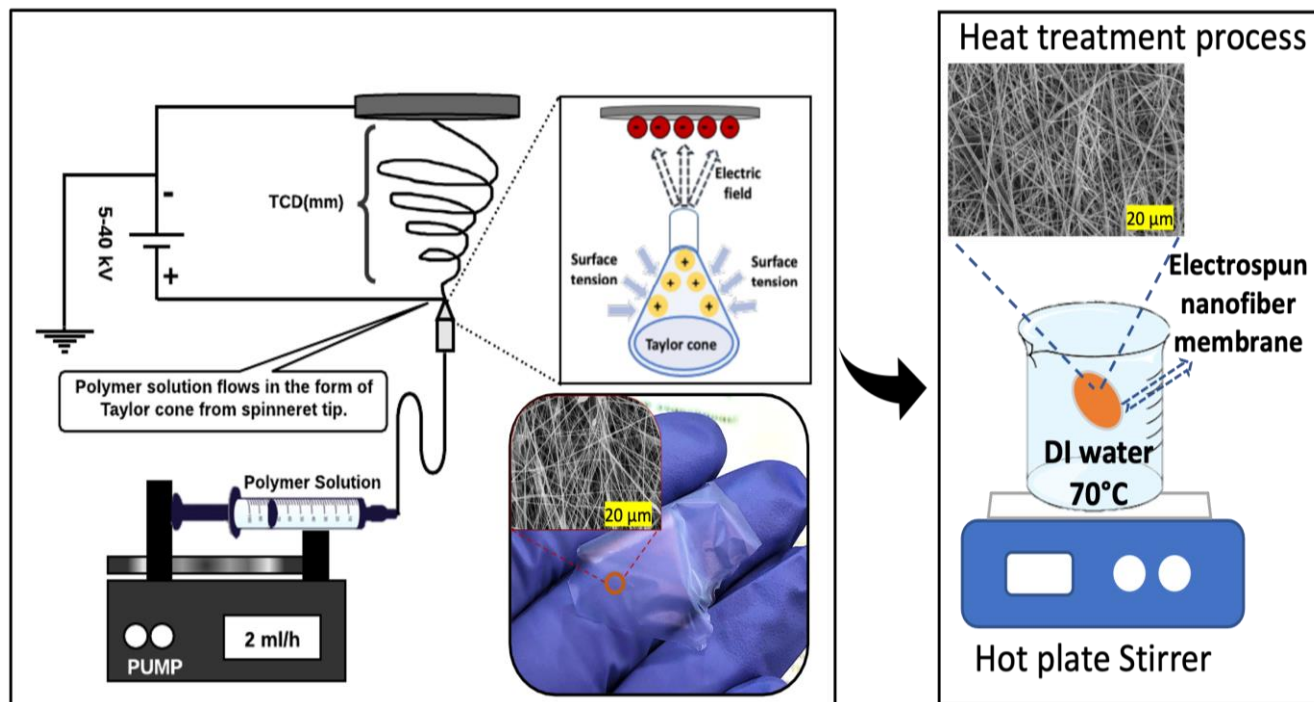 TCD(mm)
5-40 kV
-
+
Polymer solution flows in the form of
Taylor cone from spinneret tip.
Polymer Solution
2 ml/h
PUMP
Electric
field
Surface
tension
Surface
tension
+
+ +
+ +
Taylor cone
20 μm
Heat treatment process
20 μm
Electrospun
nanofiber
membrane
DI water
70°C
Hot plate Stirrer